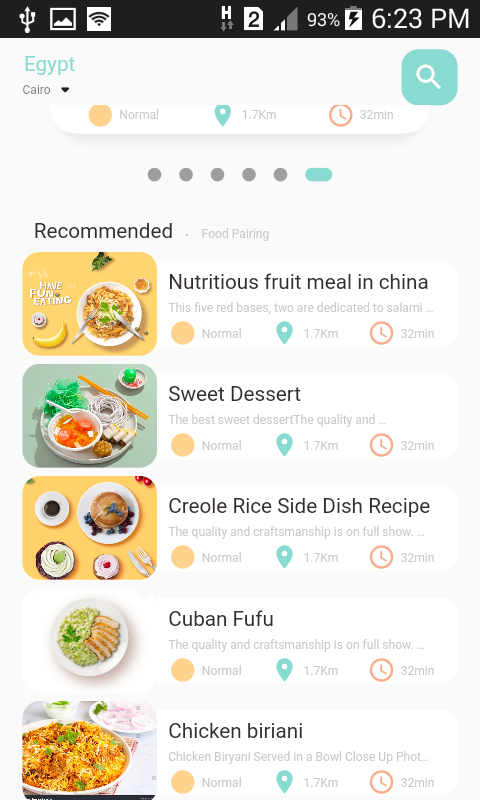 H
2
93%
6:23 PM
Egypt
Cairo
Normal
1.7Km
32min
Recommended
Food Pairing
HAVE
FUN
EATING
Nutritious fruit meal in china
This five red bases, two are dedicated to salami ...
Normal
1.7Km
32min
Sweet Dessert
The best sweet dessertThe quality and ...
Normal
1.7Km
32min
Creole Rice Side Dish Recipe
The quality and craftsmanship is on full show. ...
Normal
1.7Km
32min
Cuban Fufu
The quality and craftsmanship is on full show. ...
Normal
1.7Km
32min
Chicken biriani
Chicken Biryani Served in a Bowl Close Up Phot...
Normal
1.7Km
32min